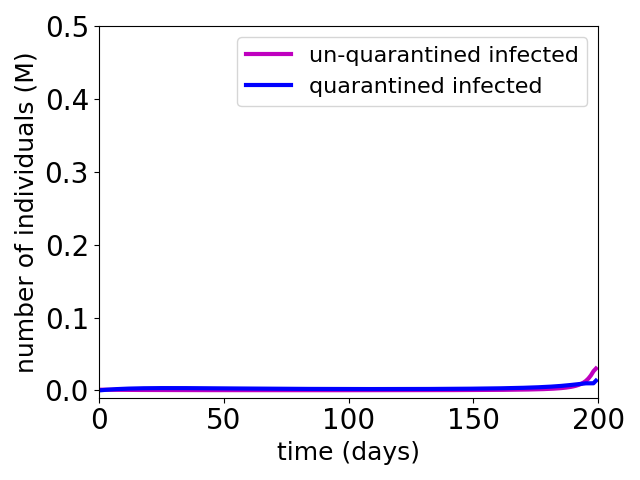 number of individuals (M)
0.5
0.4
0.3
0.2
0.1
0.0
un-quarantined infected
quarantined infected
0 50 100 150 200
time (days)